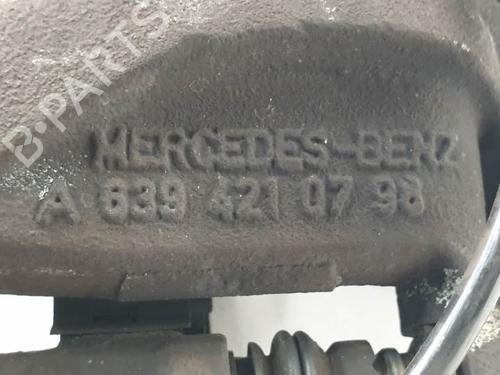 B-PARTS
MERCEDES-BENZ
A 639 421 07 98